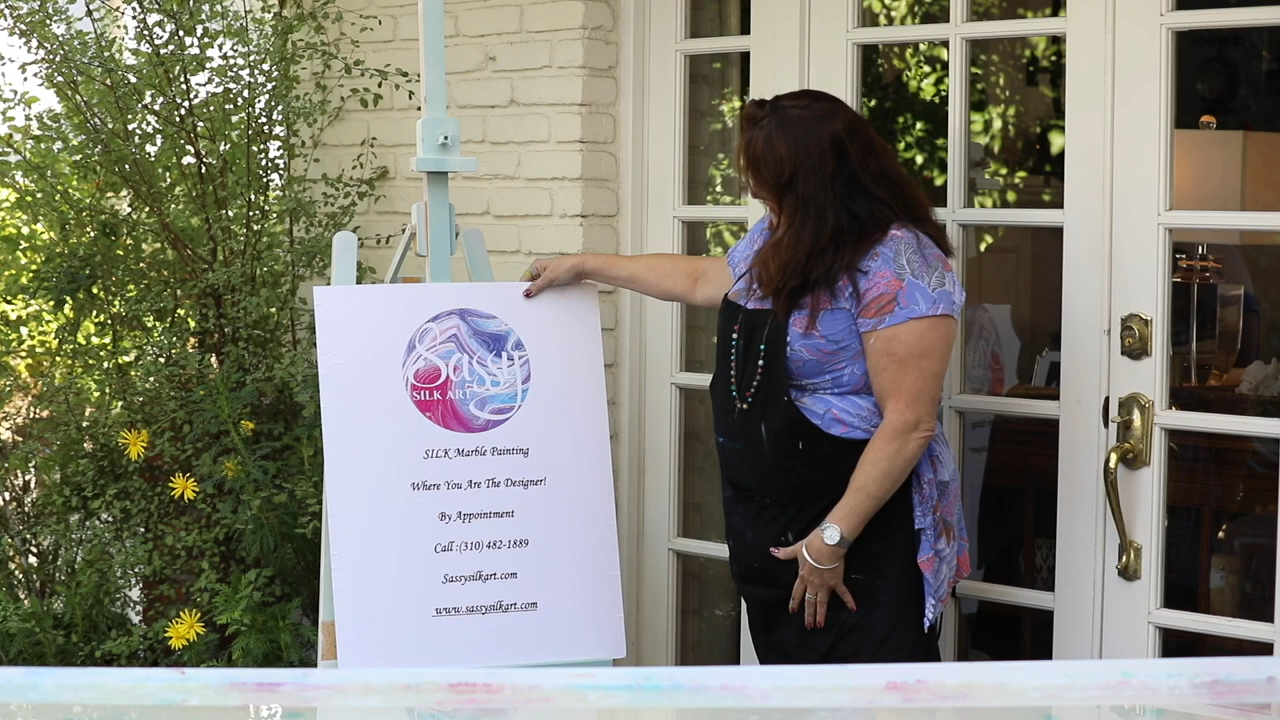 Sassy
SILK ART
SILK Marble Painting
Where You Are The Designer!
By Appointment
Call :(310) 482-1889
Sassysilkart.com
www.sassysilkart.com